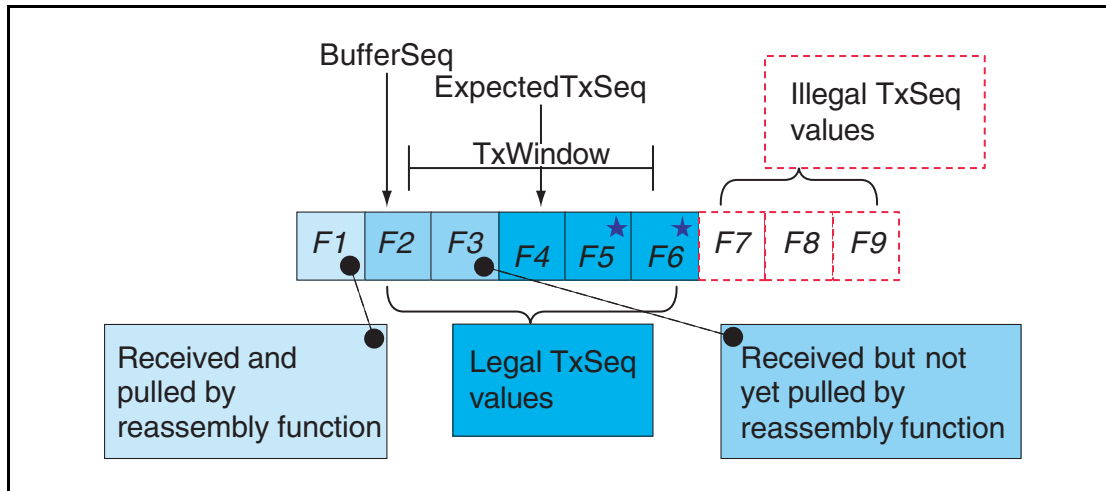 BufferSeq
ExpectedTxSeq
TxWindow
Illegal TxSeq
values
F1 F2 F3 F4 F5 F6 F7 F8 F9
Received and
pulled by
reassembly function
Legal TxSeq
values
Received but not
yet pulled by
reassembly function